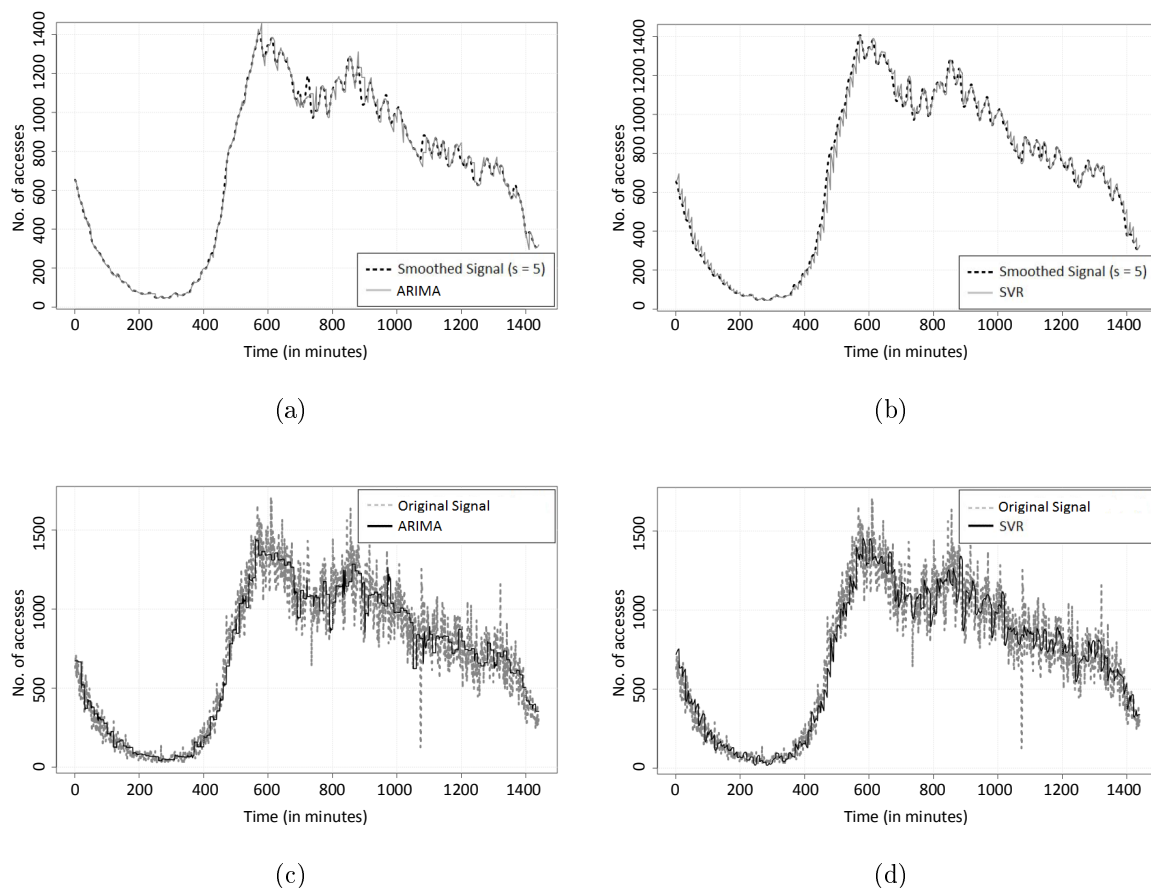 No. of accesses
1400
1200
1000
800
600
400
200
0
Smoothed Signal (s = 5)
ARIMA
0 200 400 600 800 1000 1200 1400
Time (in minutes)
(a)
No. of accesses
1400
1200
1000
800
600
400
200
0
Smoothed Signal (s = 5)
SVR
0 200 400 600 800 1000 1200 1400
Time (in minutes)
(b)
No. of accesses
1500
1000
500
0
Original Signal
ARIMA
0 200 400 600 800 1000 1200 1400
Time (in minutes)
(c)
No. of accesses
1500
1000
500
0
Original Signal
SVR
0 200 400 600 800 1000 1200 1400
Time (in minutes)
(d)